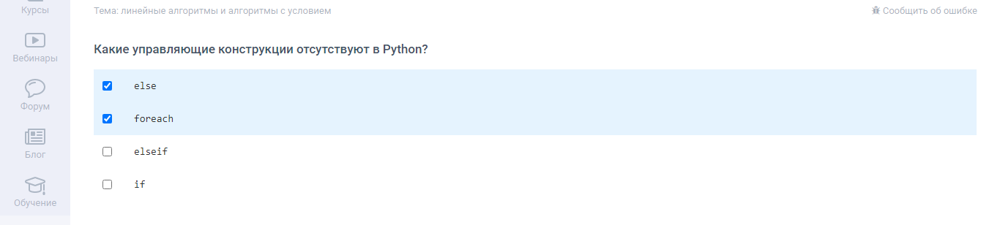 Курсы
Вебинары
Форум
Блог
Обучение
Тема: линейные алгоритмы и алгоритмы с условием
Сообщить об ошибке
Какие управляющие конструкции отсутствуют в Python?
else
foreach
elseif
if